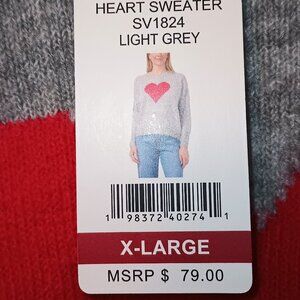 HEART SWEATER
SV1824
LIGHT GREY
1 98372 40274 1
X-LARGE
MSRP $ 79.00